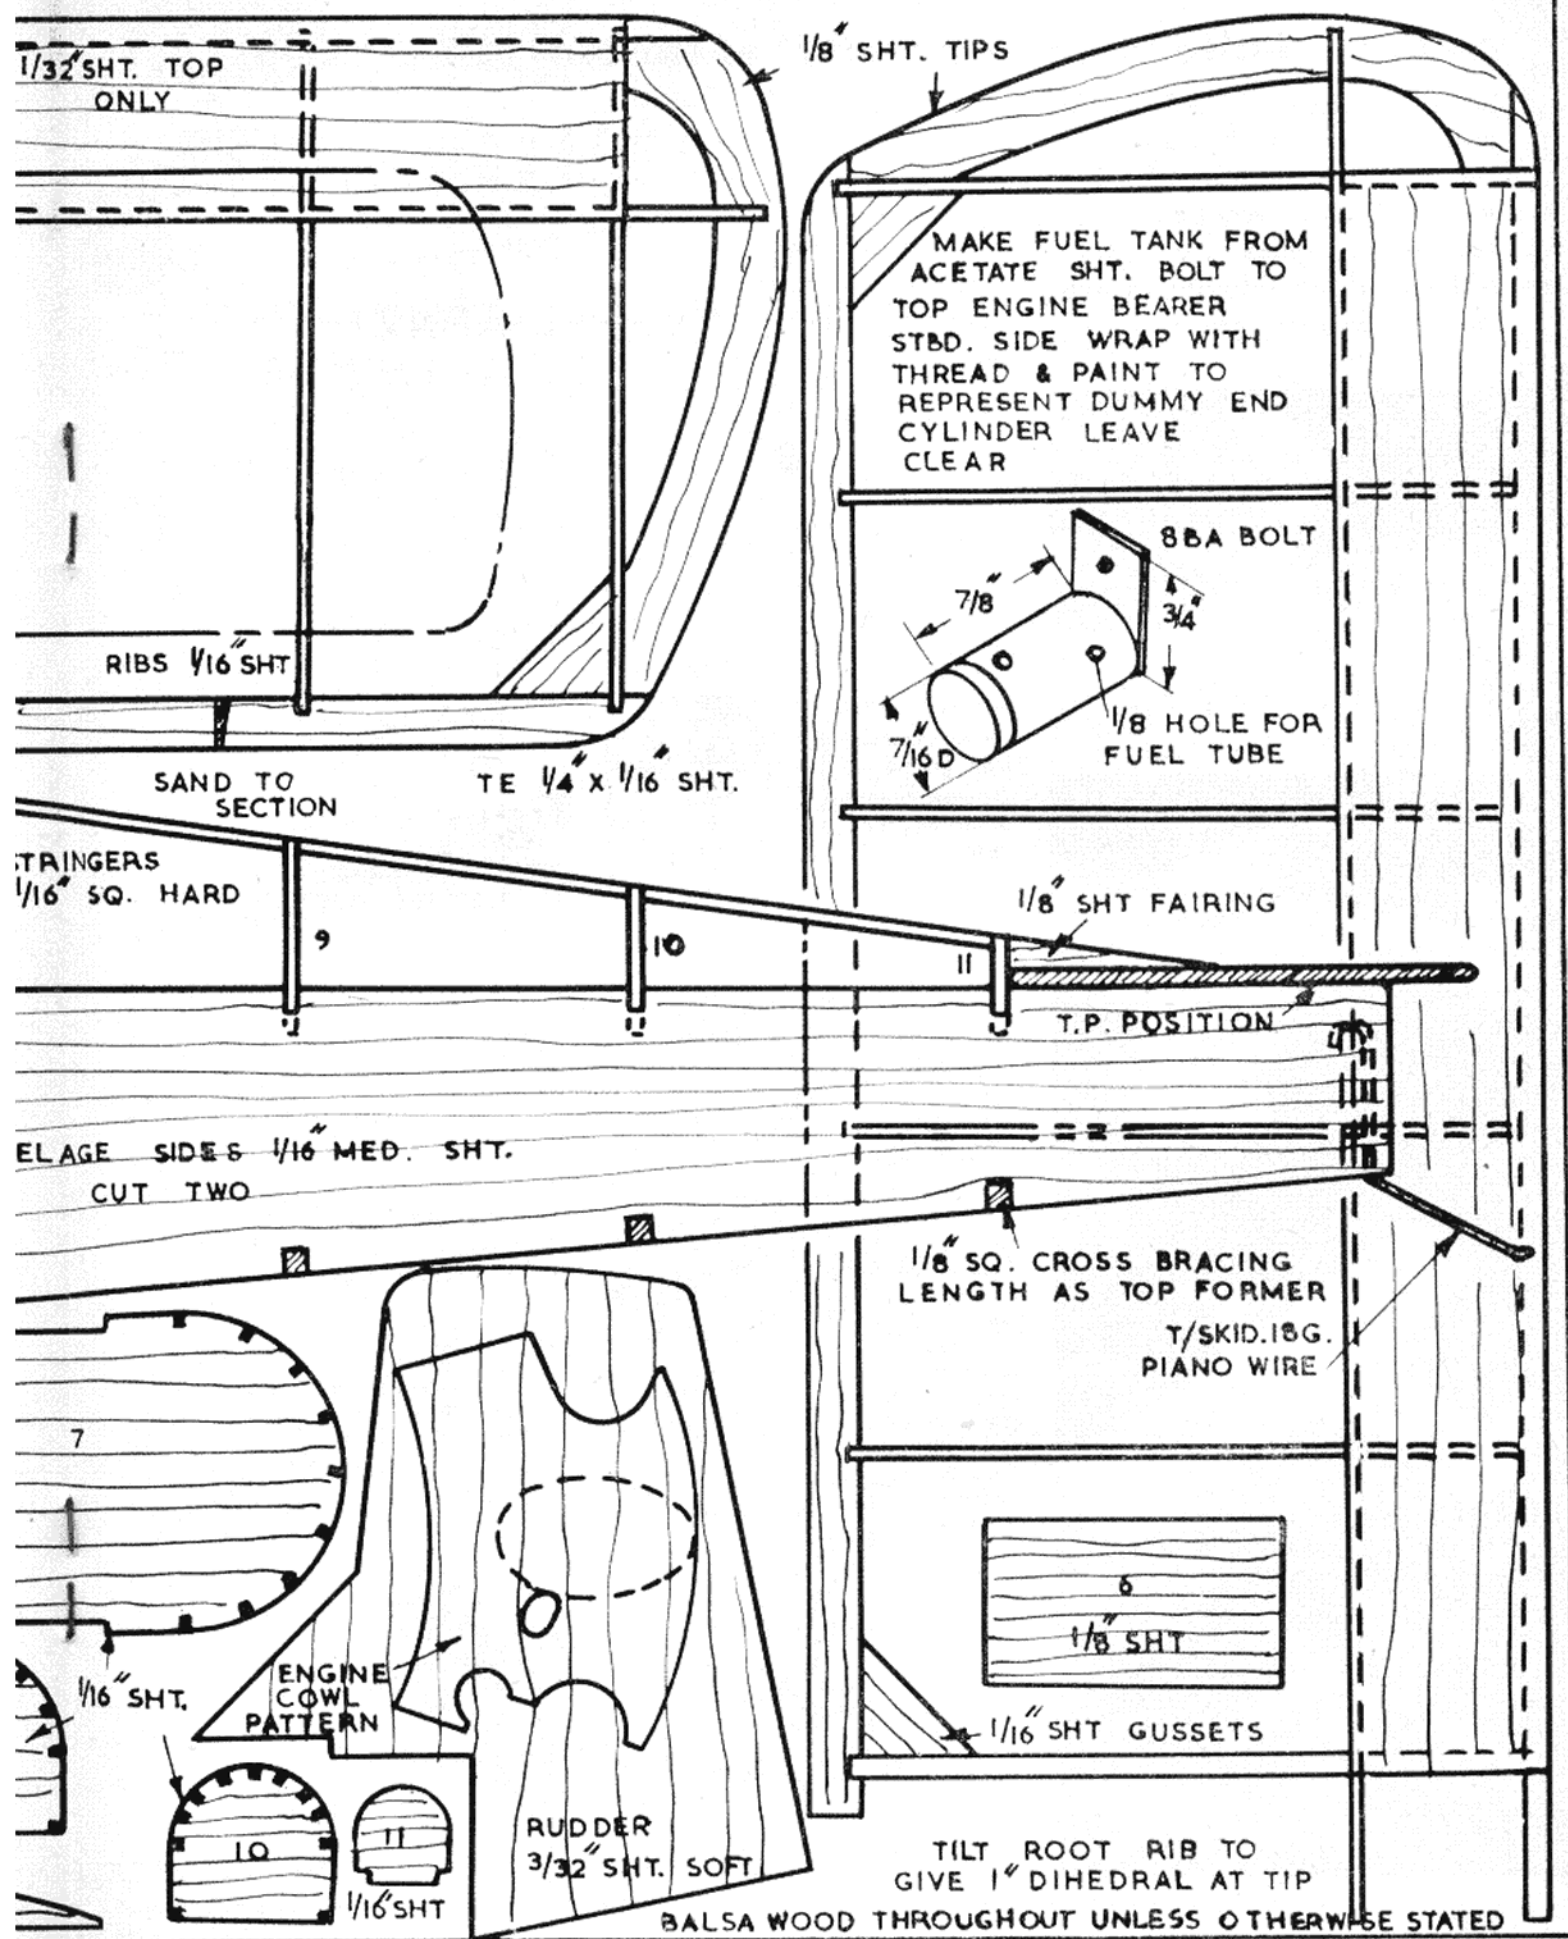 1/32" SHT. TOP
ONLY
1/8" SHT. TIPS
MAKE FUEL TANK FROM
ACETATE SHT. BOLT TO
TOP ENGINE BEARER
STBD. SIDE WRAP WITH
THREAD & PAINT TO
REPRESENT DUMMY END
CYLINDER LEAVE
CLEAR
8BA BOLT
7/8"
3/4"
7/16 D
1/8 HOLE FOR
FUEL TUBE
RIBS 1/16" SHT
SAND TO
SECTION
TE 1/4" X 1/16" SHT.
TRINGERS
1/16" SQ. HARD
9
10
11
1/8" SHT FAIRING
T.P. POSITION
ELAGE SIDES 1/16" MED. SHT.
CUT TWO
1/8" SQ. CROSS BRACING
LENGTH AS TOP FORMER
T/SKID. 18G.
PIANO WIRE
7
6
1/8" SHT
1/16" SHT.
ENGINE
COWL
PATTERN
1/16" SHT GUSSETS
10
11
1/16" SHT
RUDDER
3/32" SHT. SOFT
TILT ROOT RIB TO
GIVE 1" DIHEDRAL AT TIP
BALSA WOOD THROUGHOUT UNLESS OTHERWISE STATED